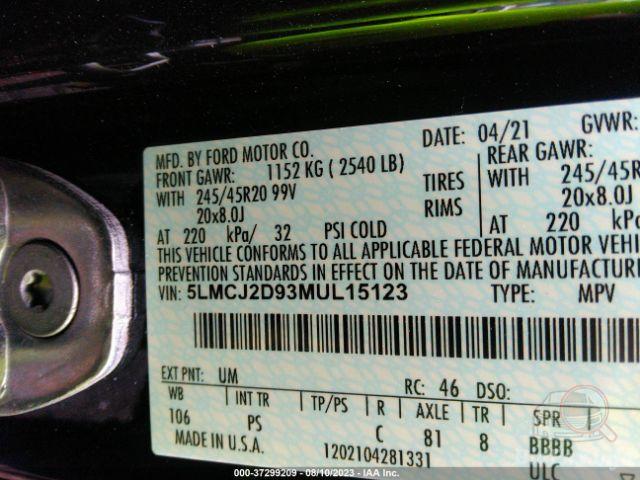 MFD. BY FORD MOTOR CO. DATE: 04/21 GVWR:
FRONT GAWR: 1152 KG ( 2540 LB) REAR GAWR:
WITH 245/45R20 99V TIRES WITH 245/45R
20x8.0J RIMS 20x8.0J
AT 220 kPa/ 32 PSI COLD AT 220
THIS VEHICLE CONFORMS TO ALL APPLICABLE FEDERAL MOTOR VEHIC
PREVENTION STANDARDS IN EFFECT ON THE DATE OF MANUFACTUR
VIN: 5LMCJ2D93MUL15123 TYPE: MPV
EXT PNT: UM RC: 46 DSO:
WB INT TR TP/PS R AXLE TR SPR
106 PS C 81 8 BBBB
MADE IN U.S.A. 1202104281331 ULC
000-37299209 - 08/10/2023 - IAA Inc.